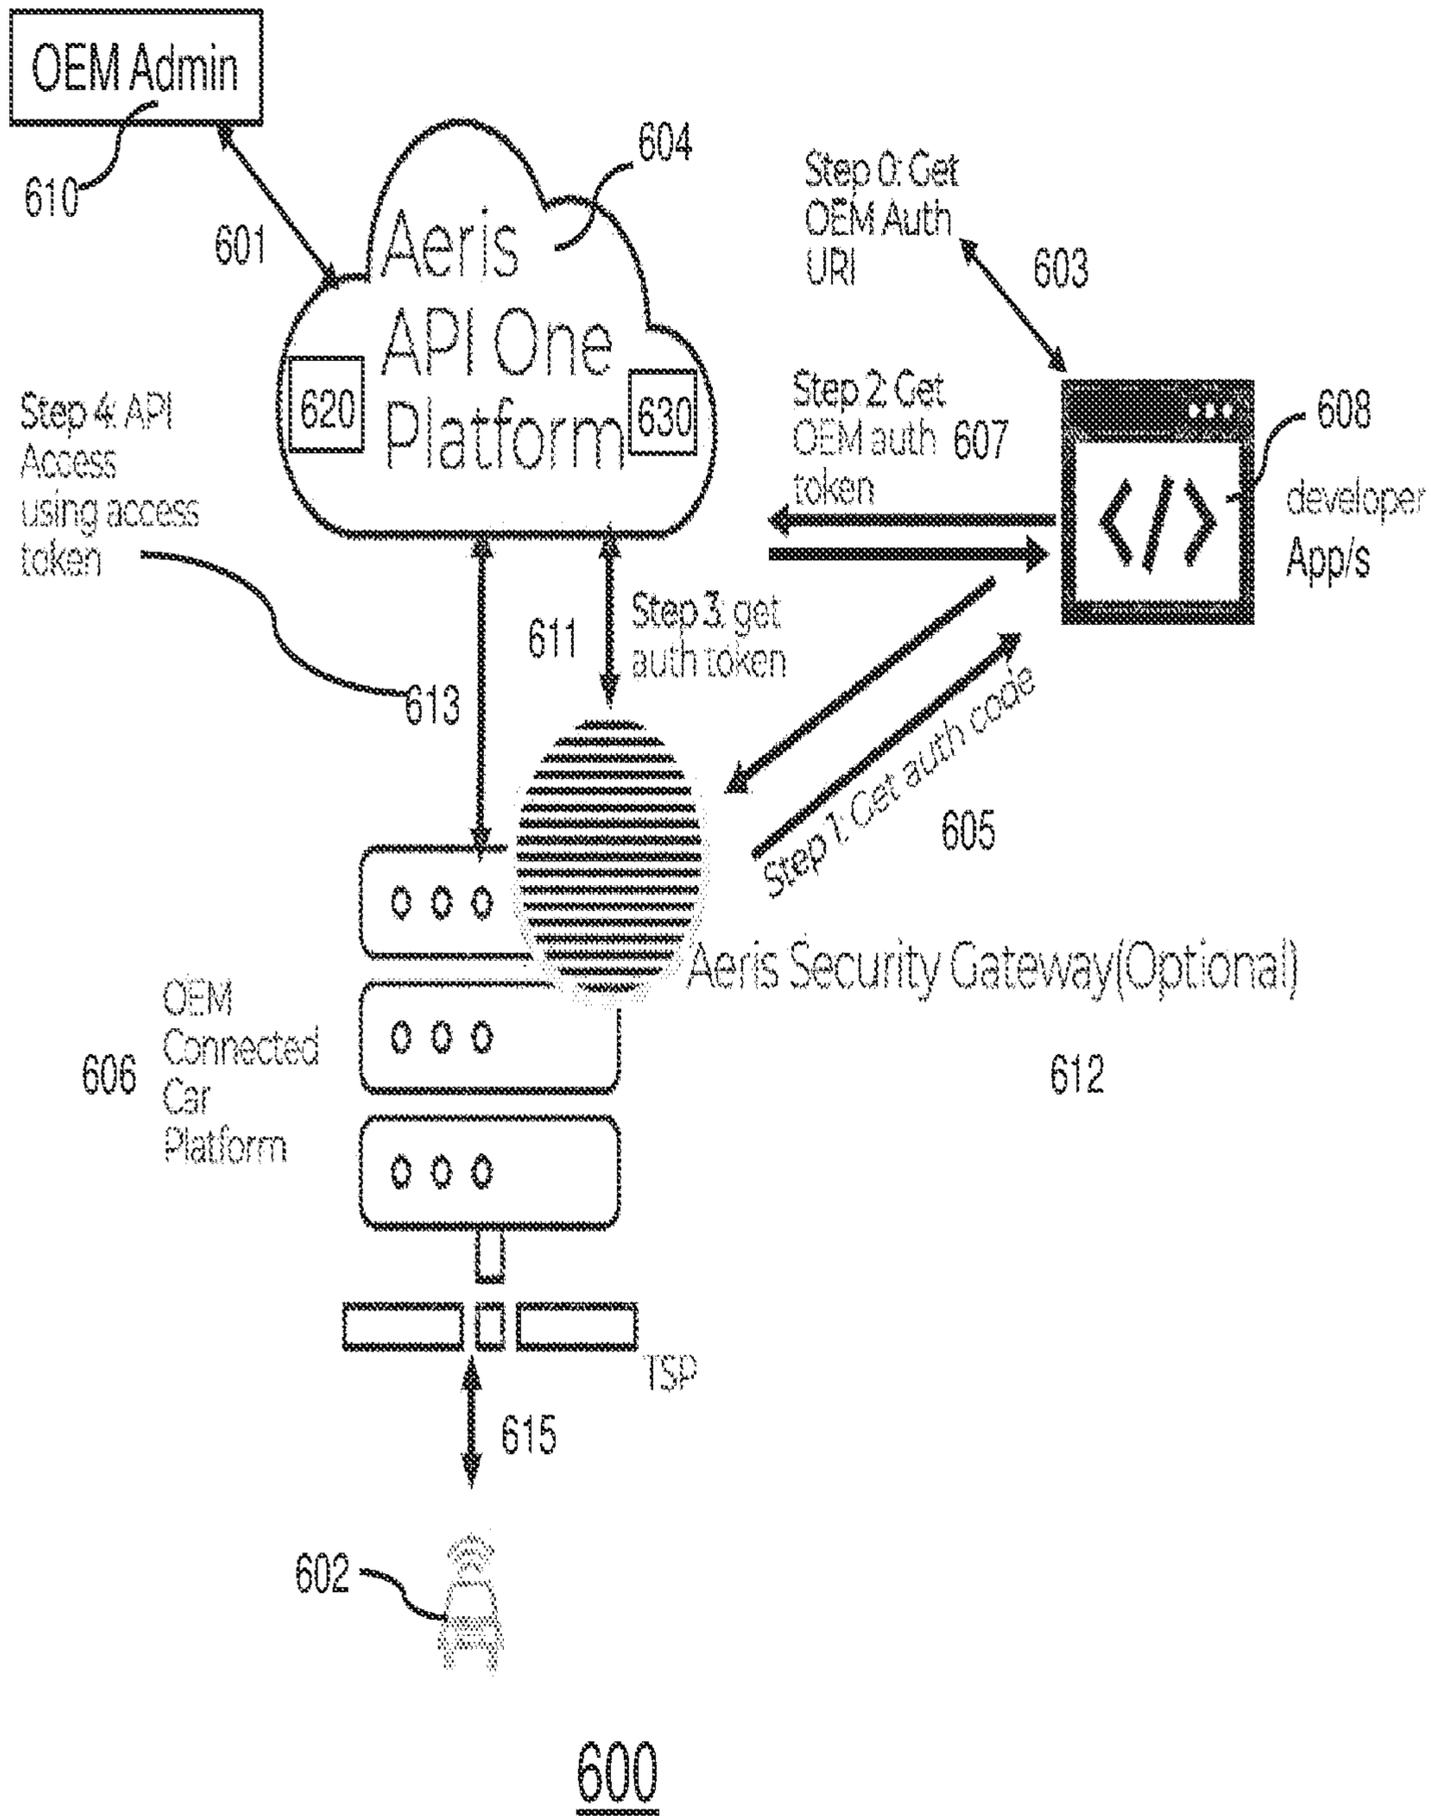 OEM Admin
610
601
604
Aeris
API One
Platform
620
630
Step 0: Get
OEM Auth
URI
603
Step 2: Get
OEM auth
token
607
608
developer
App/s
Step 4: API
Access
using access
token
613
611
Step 3: get
auth token
Step 1: Get auth code
605
Aeris Security Gateway(Optional)
612
606
OEM
Connected
Car
Platform
TSP
615
602
600